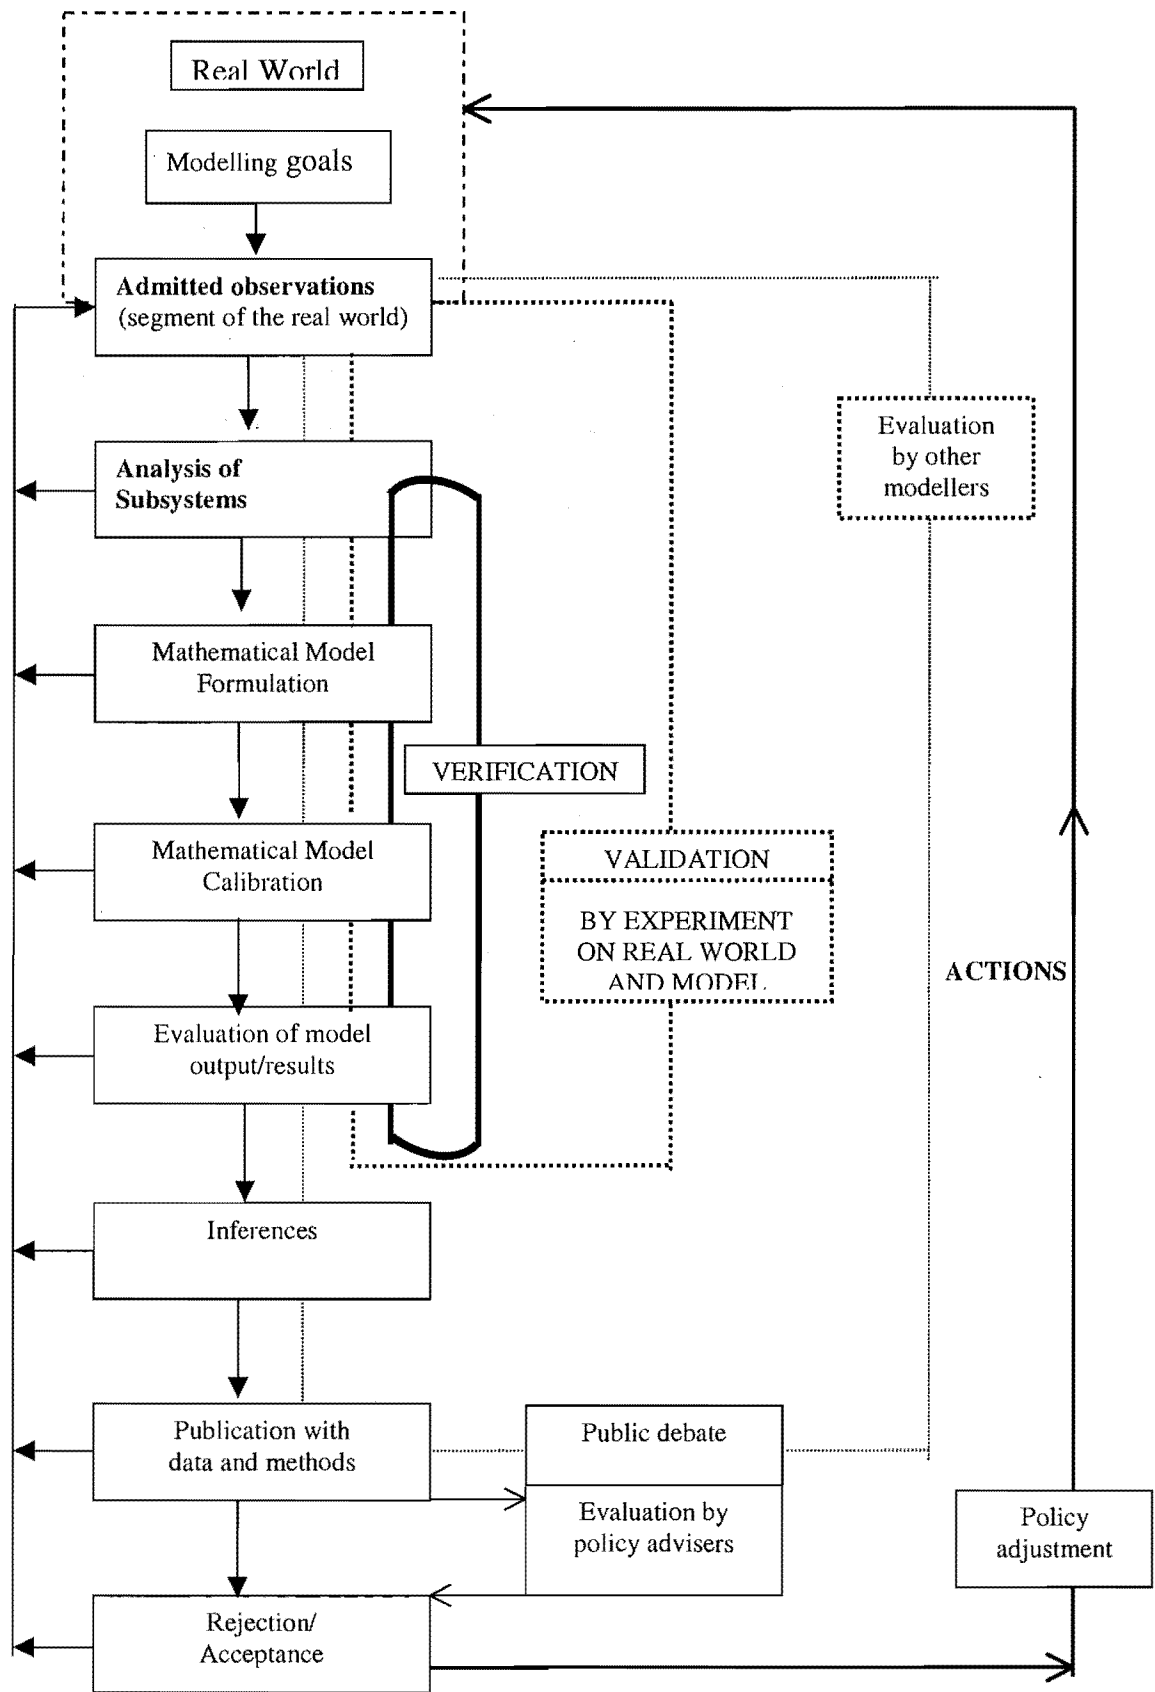 Real World
Modelling goals
Admitted observations
(segment of the real world)
Evaluation
by other
modellers
Analysis of
Subsystems
Mathematical Model
Formulation
VERIFICATION
Mathematical Model
Calibration
VALIDATION
BY EXPERIMENT
ON REAL WORLD
AND MODEL
ACTIONS
Evaluation of model
output/results
Inferences
Publication with
data and methods
Public debate
Evaluation by
policy advisers
Policy
adjustment
Rejection/
Acceptance